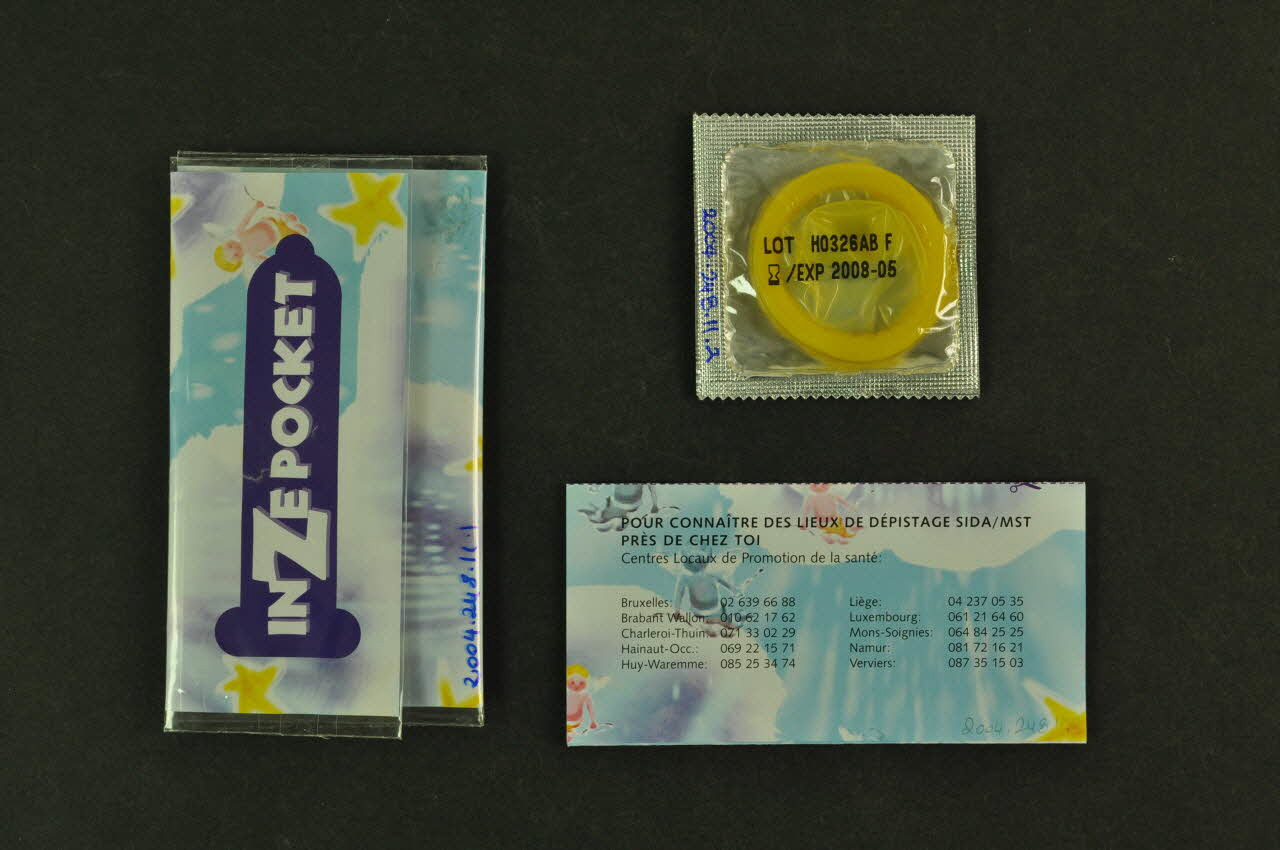 INZEPOCKET
2004.248.11.1
LOT H0326AB F
/EXP 2008-05
2004.248.11.2
POUR CONNAÎTRE DES LIEUX DE DÉPISTAGE SIDA/MST
PRÈS DE CHEZ TOI
Centres Locaux de Promotion de la santé:
Bruxelles: 02 639 66 88
Brabant Wallon: 010 62 17 62
Charleroi-Thuin: 071 33 02 29
Hainaut-Occ.: 069 22 15 71
Huy-Waremme: 085 25 34 74
Liège: 04 237 05 35
Luxembourg: 061 21 64 60
Mons-Soignies: 064 84 25 25
Namur: 081 72 16 21
Verviers: 087 35 15 03
2004.248